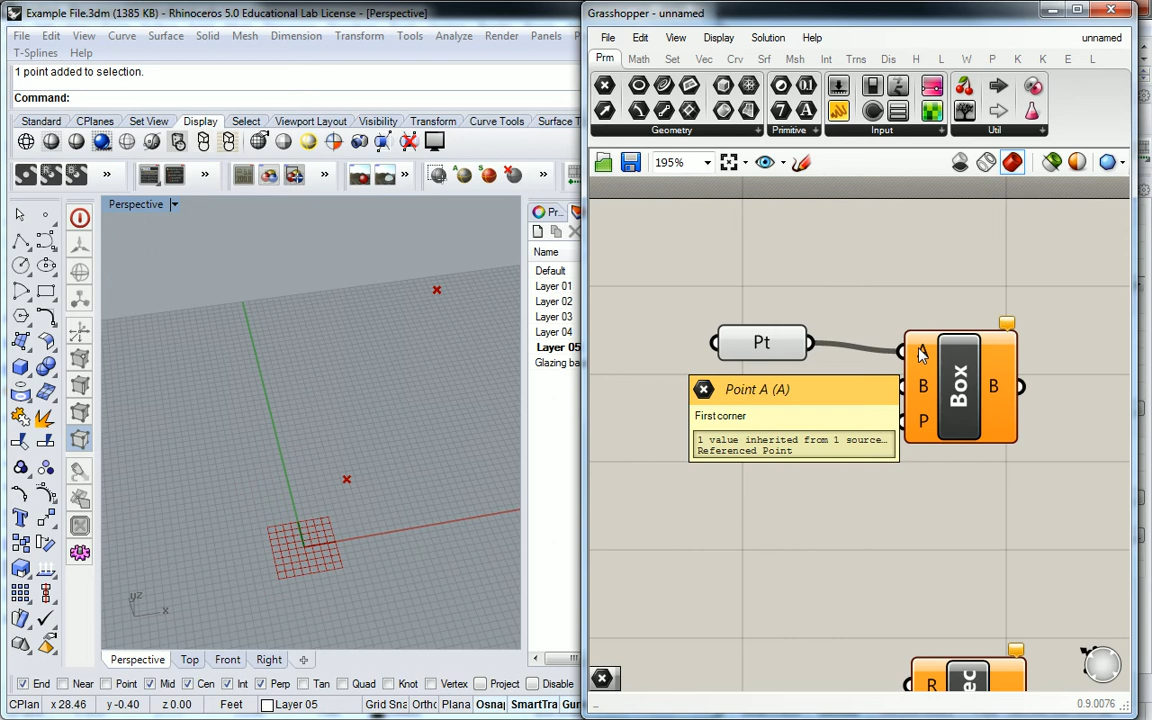 Example File.3dm (1385 KB) - Rhinoceros 5.0 Educational Lab License - [Perspective]
File Edit View Curve Surface Solid Mesh Dimension Transform Tools Analyze Render Panels
T-Splines Help
1 point added to selection.
Command:
Standard CPlanes Set View Display Select Viewport Layout Visibility Transform Curve Tools Surface T
Perspective
Pr...
Name
Default
Layer 01
Layer 02
Layer 03
Layer 04
Layer 05
Glazing ba
yz
x
Perspective Top Front Right
End Near Point Mid Cen Int Perp Tan Quad Knot Vertex Project Disable
CPlan x 28.46 y -0.40 z 0.00 Feet Layer 05 Grid Sna Ortho Plana Osnap SmartTra Gum
Grasshopper - unnamed
File Edit View Display Solution Help unnamed
Prm Math Set Vec Crv Srf Msh Int Trns Dis H L W P K K E L
Geometry Primitive Input Util
195%
Pt
A
B
P
Box
B
Point A (A)
First corner
1 value inherited from 1 source...
Referenced Point
R
0.9.0076